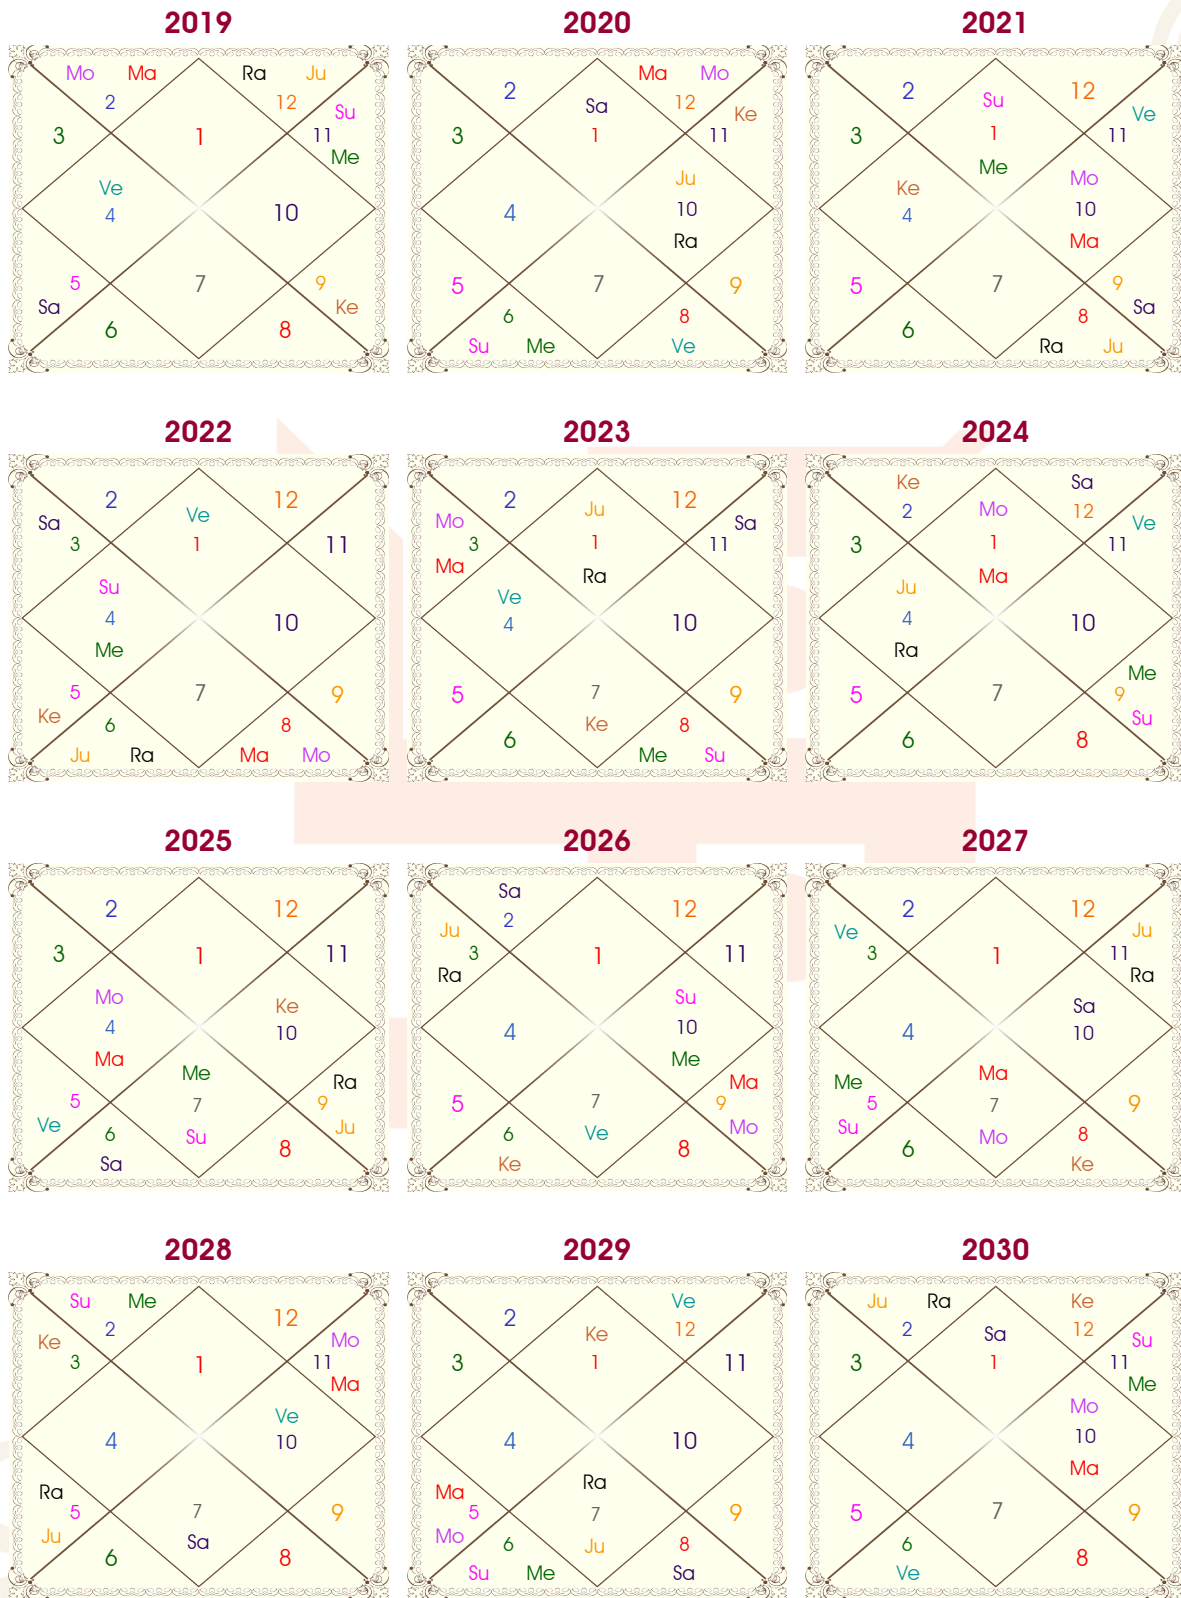 2019 2020 2021
Mo Ma Ra Ju Ma Mo
2 12 2 Sa 12 2 Su 12
Su Ke Ve
3 1 11 3 1 11 3 1 11
Me Me
Ve Ju Ke Mo
4 10 4 10 4 10
Ra Ma
5 7 9 5 7 9 5 7 9
Sa Ke Sa
6 8 6 8 6 8
Su Me Ve Ra Ju
2022 2023 2024
Ke Sa
2 Ve 12 2 Ju 12 2 Mo 12
Sa Mo Sa Ve
3 1 11 3 1 11 3 1 11
Ma Ra Ma
Su Ve Ju
4 10 4 10 4 10
Me Ra
Me
5 7 9 5 7 9 5 7 9
Ke Ke Su
6 8 6 8 6 8
Ju Ra Ma Mo Me Su
2025 2026 2027
Sa
2 12 2 12 2 12
Ju Ve Ju
3 1 11 3 1 11 3 1 11
Ra Ra
Mo Ke Su Sa
4 10 4 10 4 10
Ma Me
Me Ra Ma Me Ma
5 7 9 5 7 9 5 7 9
Ve Su Ju Ve Mo Su Mo
6 8 6 8 6 8
Sa Ke Ke
2028 2029 2030
Su Me Ve Ju Ra Ke
2 12 2 Ke 12 2 Sa 12
Ke Mo Su
3 1 11 3 1 11 3 1 11
Ma Me
Ve Mo
4 10 4 10 4 10
Ma
Ra Ma Ra
5 7 9 5 7 9 5 7 9
Ju Sa Mo Ju
6 8 6 8 6 8
Su Me Sa Ve